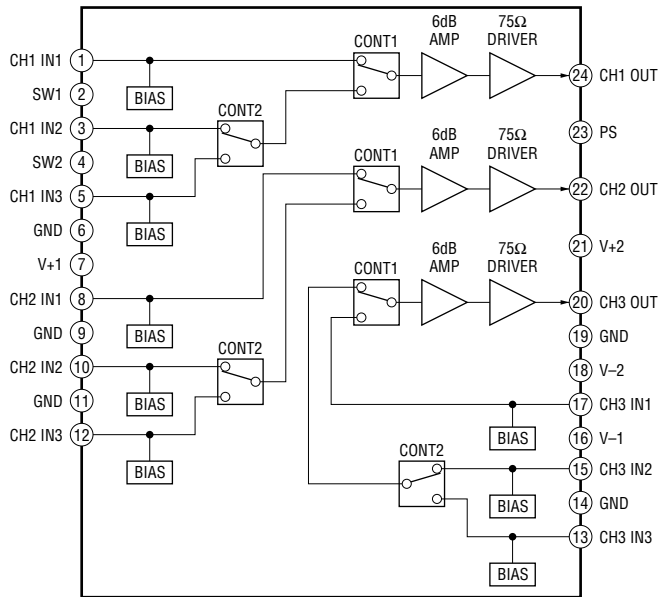 6dB AMP
75Ω DRIVER
CONT1
CH1 IN1
1
24
CH1 OUT
BIAS
SW1
2
CONT2
CH1 IN2
3
23
PS
BIAS
SW2
4
6dB AMP
75Ω DRIVER
CONT1
CH1 IN3
5
22
CH2 OUT
BIAS
GND
6
21
V+2
V+1
7
6dB AMP
75Ω DRIVER
CONT1
CH2 IN1
8
20
CH3 OUT
BIAS
GND
9
19
GND
CONT2
CH2 IN2
10
18
V–2
BIAS
GND
11
17
CH3 IN1
CH2 IN3
12
16
V–1
BIAS
BIAS
CONT2
15
CH3 IN2
BIAS
14
GND
13
CH3 IN3
BIAS